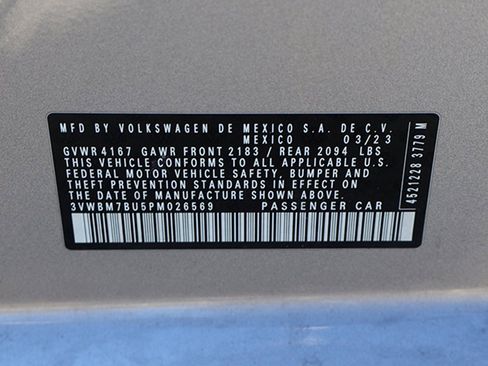 MFD BY VOLKSWAGEN DE MEXICO S.A. DE C.V.
MEXICO 03/23
GVWR 4167 GAWR FRONT 2183 / REAR 2094 LBS
THIS VEHICLE CONFORMS TO ALL APPLICABLE U.S.
FEDERAL MOTOR VEHICLE SAFETY, BUMPER AND
THEFT PREVENTION STANDARDS IN EFFECT ON
THE DATE OF MANUFACTURE SHOWN ABOVE.
3VWBM7BU5PM026569 PASSENGER CAR
4521228 3779 M